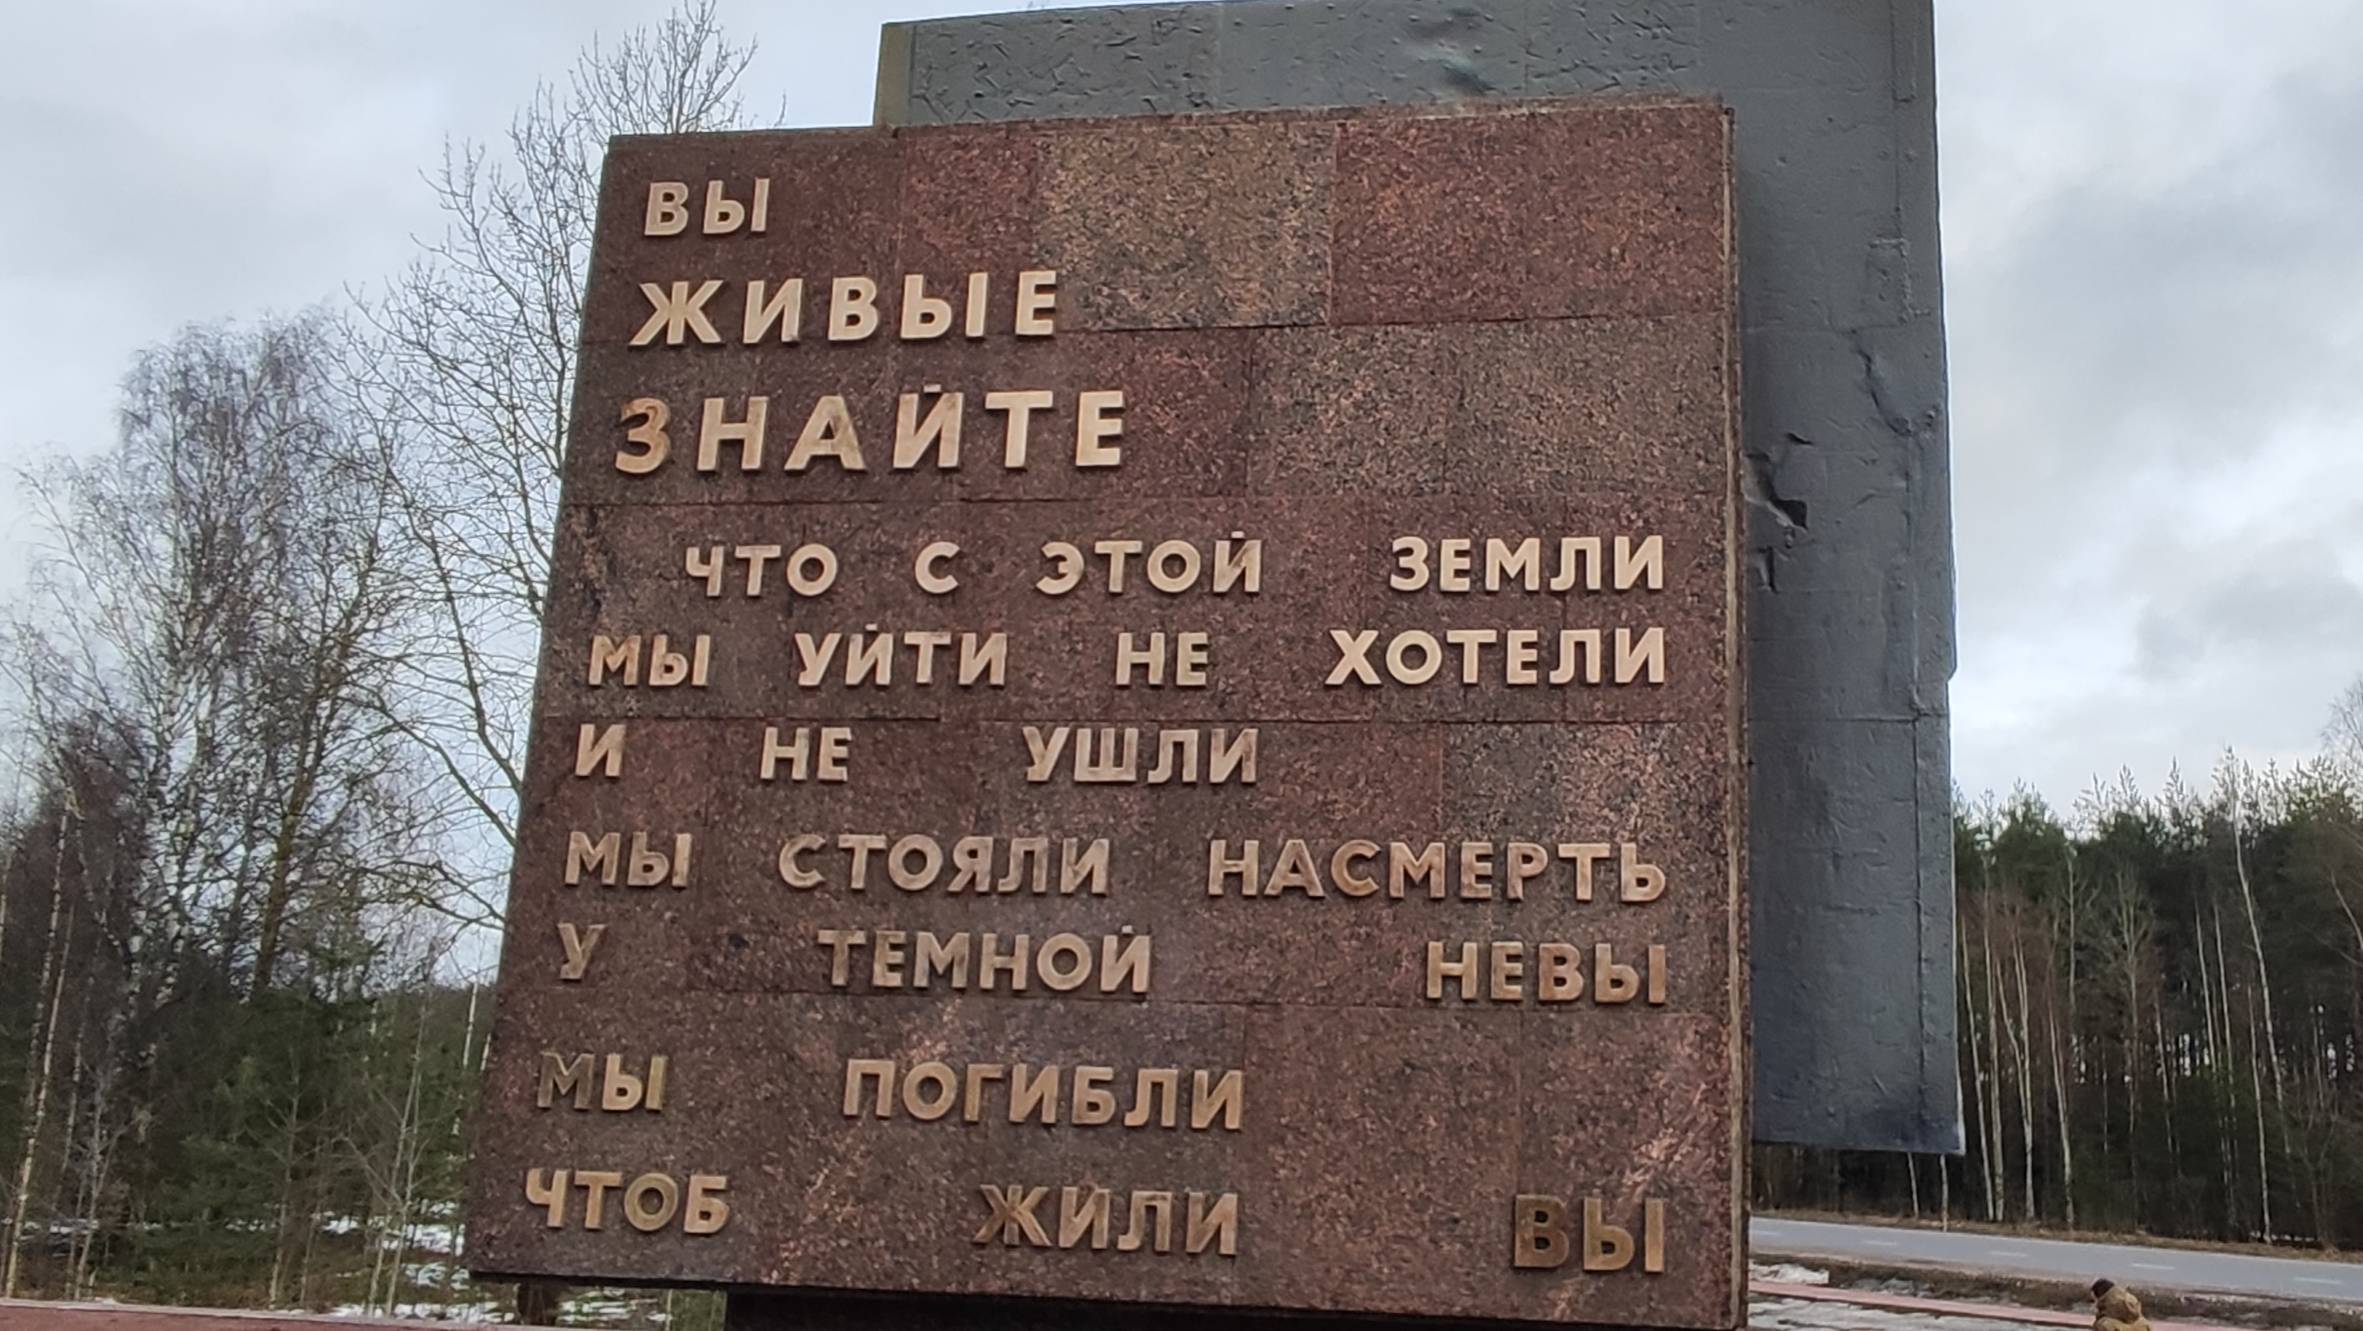 ВЫ
ЖИВЫЕ
ЗНАЙТЕ
ЧТО С ЭТОЙ ЗЕМЛИ
МЫ УЙТИ НЕ ХОТЕЛИ
И НЕ УШЛИ
МЫ СТОЯЛИ НАСМЕРТЬ
У ТЕМНОЙ НЕВЫ
МЫ ПОГИБЛИ
ЧТОБ ЖИЛИ ВЫ